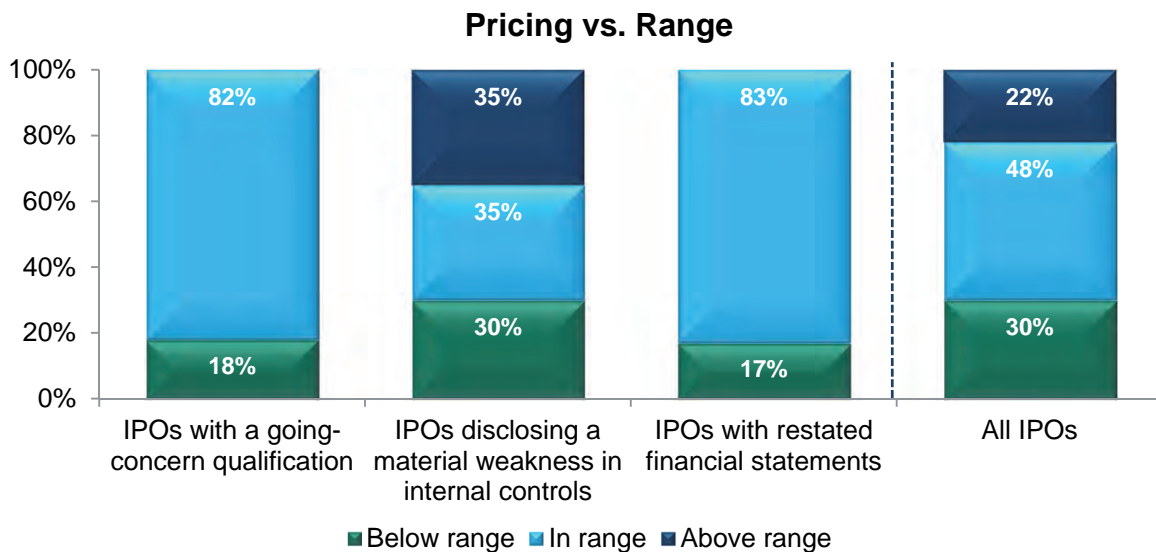 Pricing vs. Range
100%
80%
60%
40%
20%
0%
82%
18%
35%
35%
30%
83%
17%
22%
48%
30%
IPOs with a going-
concern qualification
IPOs disclosing a
material weakness in
internal controls
IPOs with restated
financial statements
All IPOs
Below range In range Above range